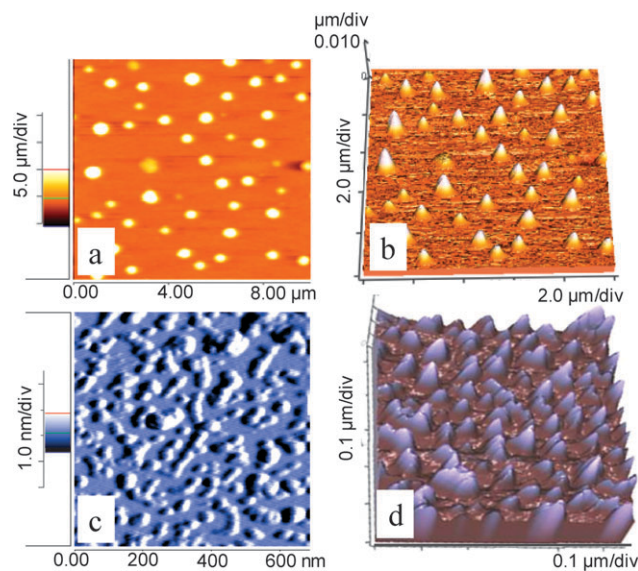 µm/div
0.010
5.0 µm/div
a
0.00 4.00 8.00 µm
2.0 µm/div
b
2.0 µm/div
1.0 nm/div
c
0.00 200 400 600 nm
0.1 µm/div
d
0.1 µm/div